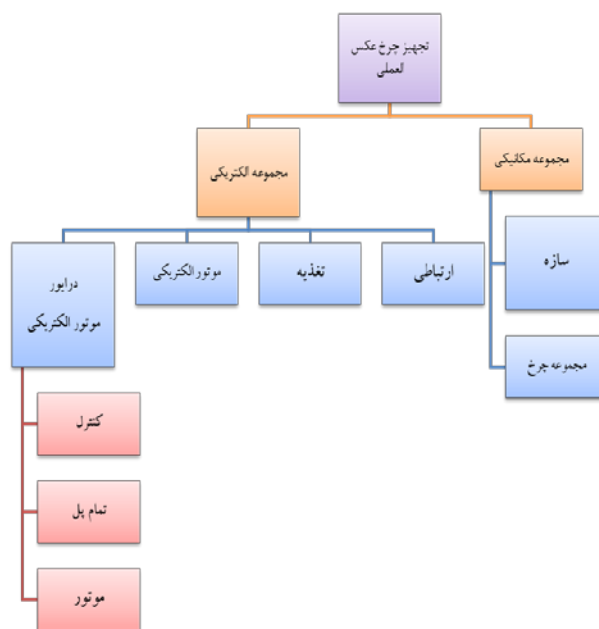 تجهیز چرخ عکس
العملی
مجموعه مکانیکی
مجموعه الکتریکی
سازه
ارتباطی
تغذیه
موتور الکتریکی
درایور
موتور الکتریکی
مجموعه چرخ
کنترل
تمام پل
موتور